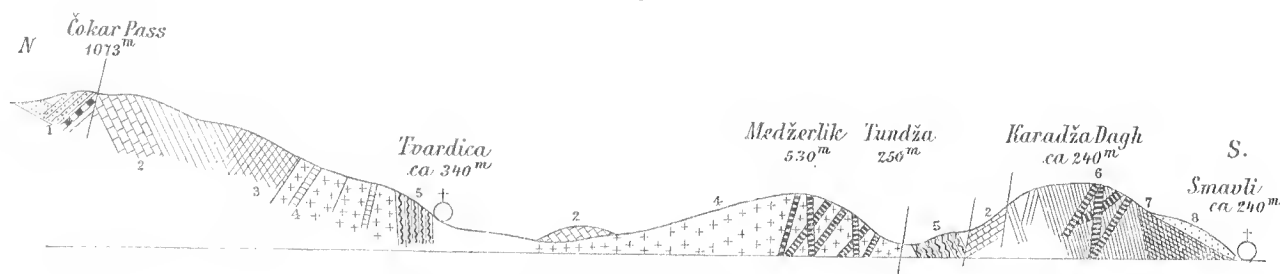 N
Čokar Pass
1073m
1
2
3
4
Tvardica
ca 340m
5
2
4
Medžerlik
530m
Tundža
250m
5
2
Karadža Dagh
ca 240m
6
7
8
S.
Smavli
ca 240m